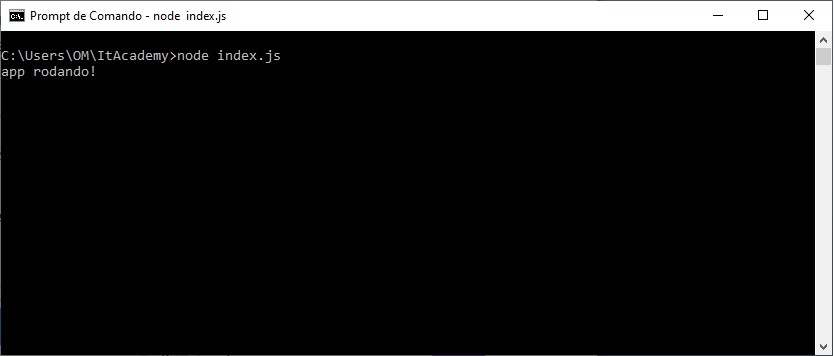 Prompt de Comando - node  index.js
C:\Users\OM\ItAcademy>node index.js
app rodando!